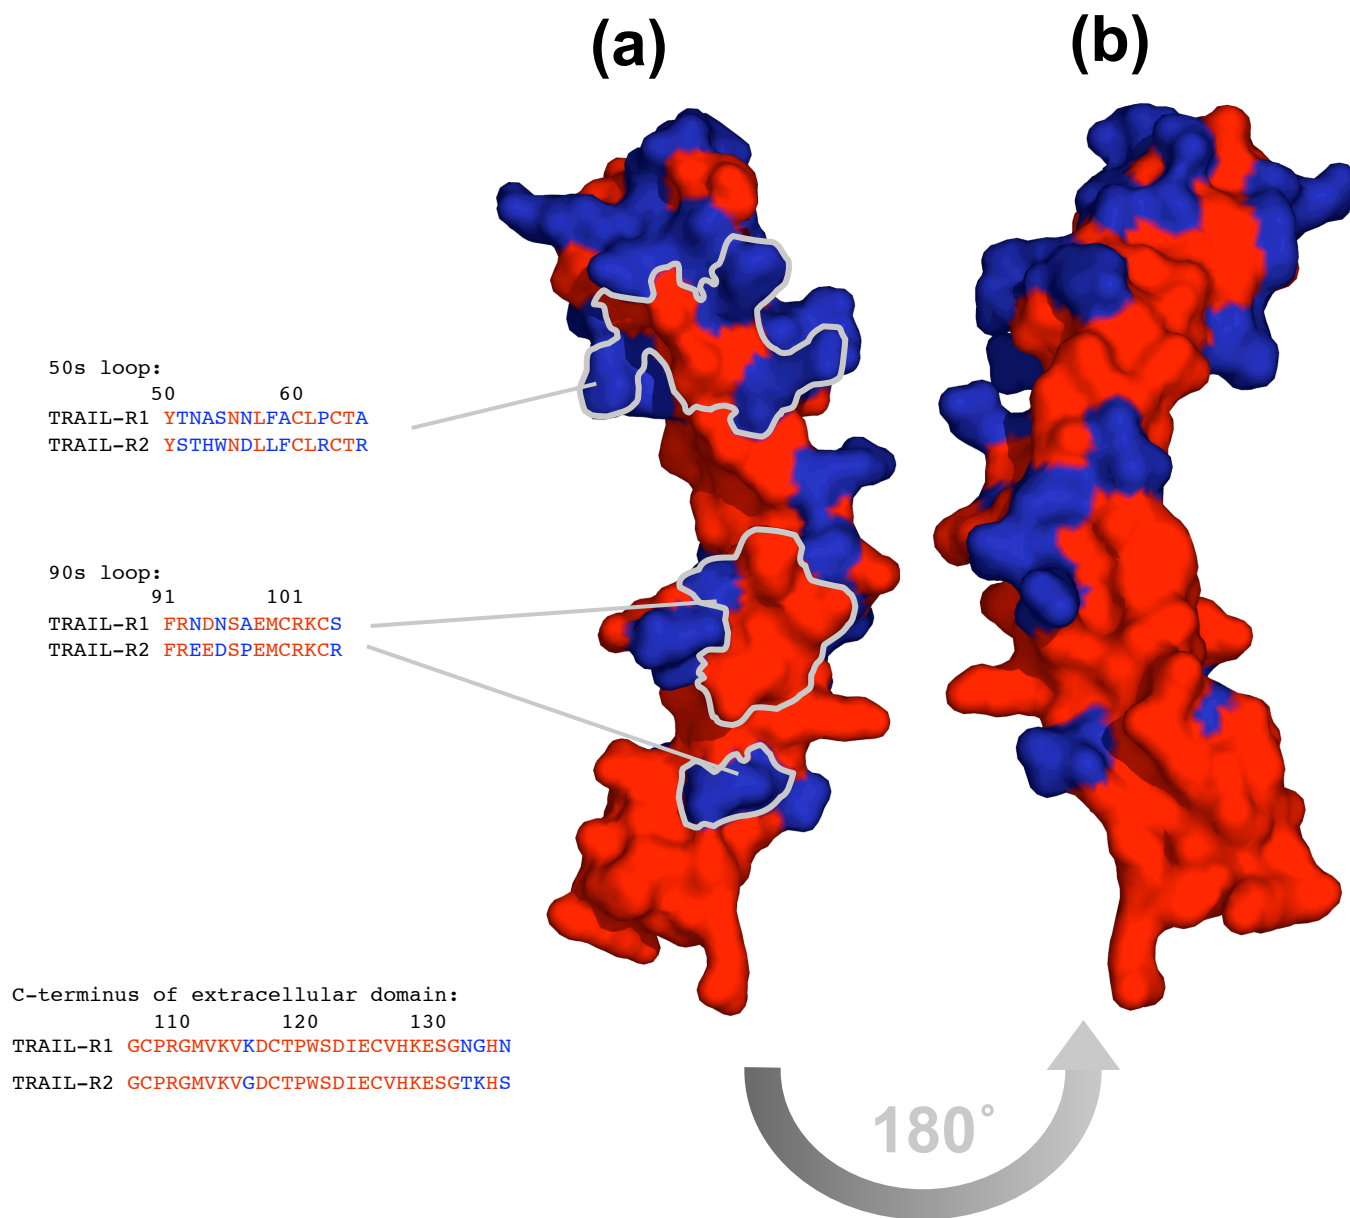 (a) (b)
50s loop:
50 60
TRAIL-R1 YTNASNNLFACLPCTA
TRAIL-R2 YSTHWNDLLFCLRCTR
90s loop:
91 101
TRAIL-R1 FRNDNSAEMCRKCS
TRAIL-R2 FREEDSPEMCRKCR
C-terminus of extracellular domain:
110 120 130
TRAIL-R1 GCPRGMVKVKDCTPWSDIECVHKESGNGHN
TRAIL-R2 GCPRGMVKVGDCTPWSDIECVHKESGTKHS
180°